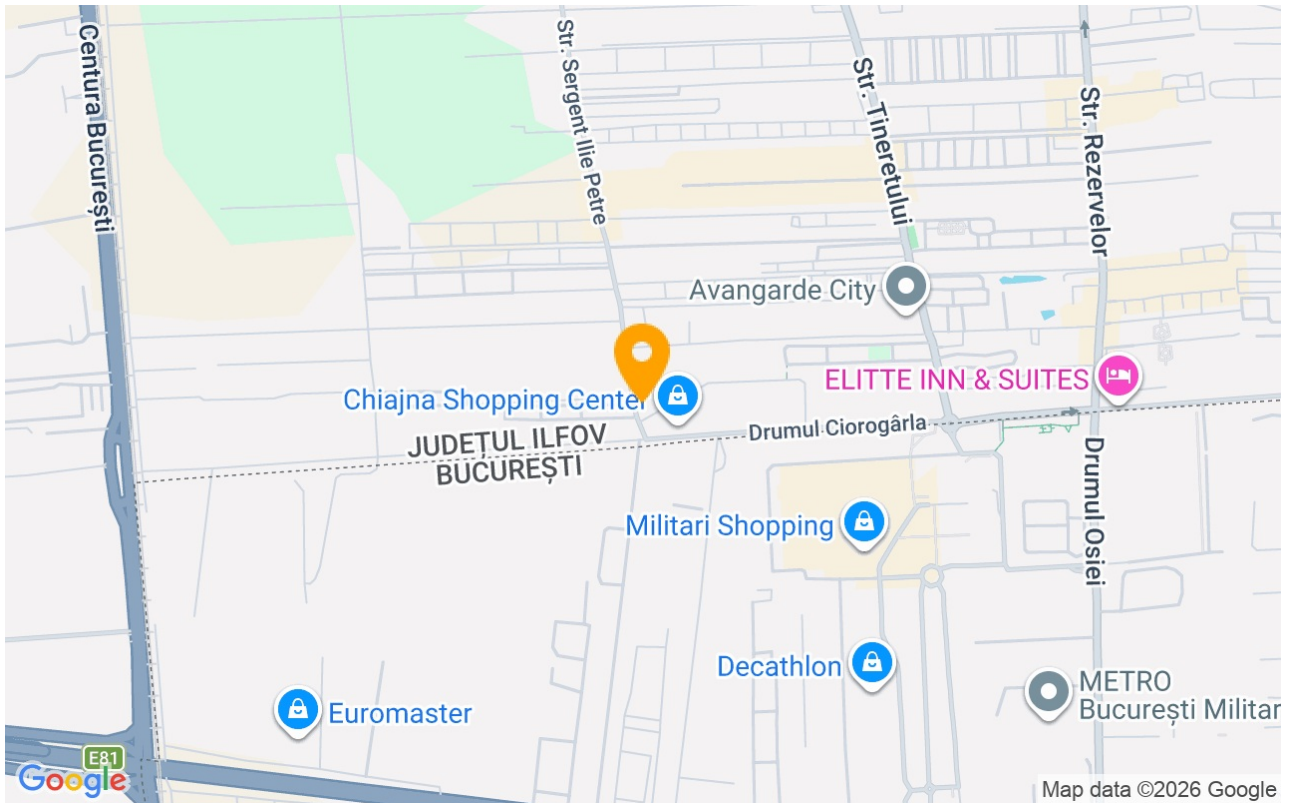 Centura București
Str. Sergent Ilie Petre
Str. Tineretului
Str. Rezervelor
Avangarde City
ELITTE INN & SUITES
Chiajna Shopping Center
Drumul Ciorogârla
JUDEȚUL ILFOV
BUCUREȘTI
Drumul Osiei
Militari Shopping
Decathlon
METRO
București Militar
Euromaster
E81
Google
Map data ©2026 Google